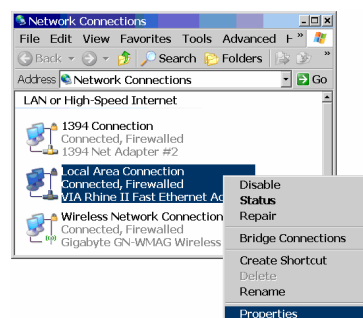 Network Connections
File Edit View Favorites Tools Advanced H »
Back Search Folders »
Address Network Connections Go
LAN or High-Speed Internet
1394 Connection
Connected, Firewalled
1394 Net Adapter #2
Local Area Connection
Connected, Firewalled
VIA Rhine II Fast Ethernet Ad
Wireless Network Connection
Connected, Firewalled
Gigabyte GN-WMAG Wireless
Disable
Status
Repair
Bridge Connections
Create Shortcut
Delete
Rename
Properties